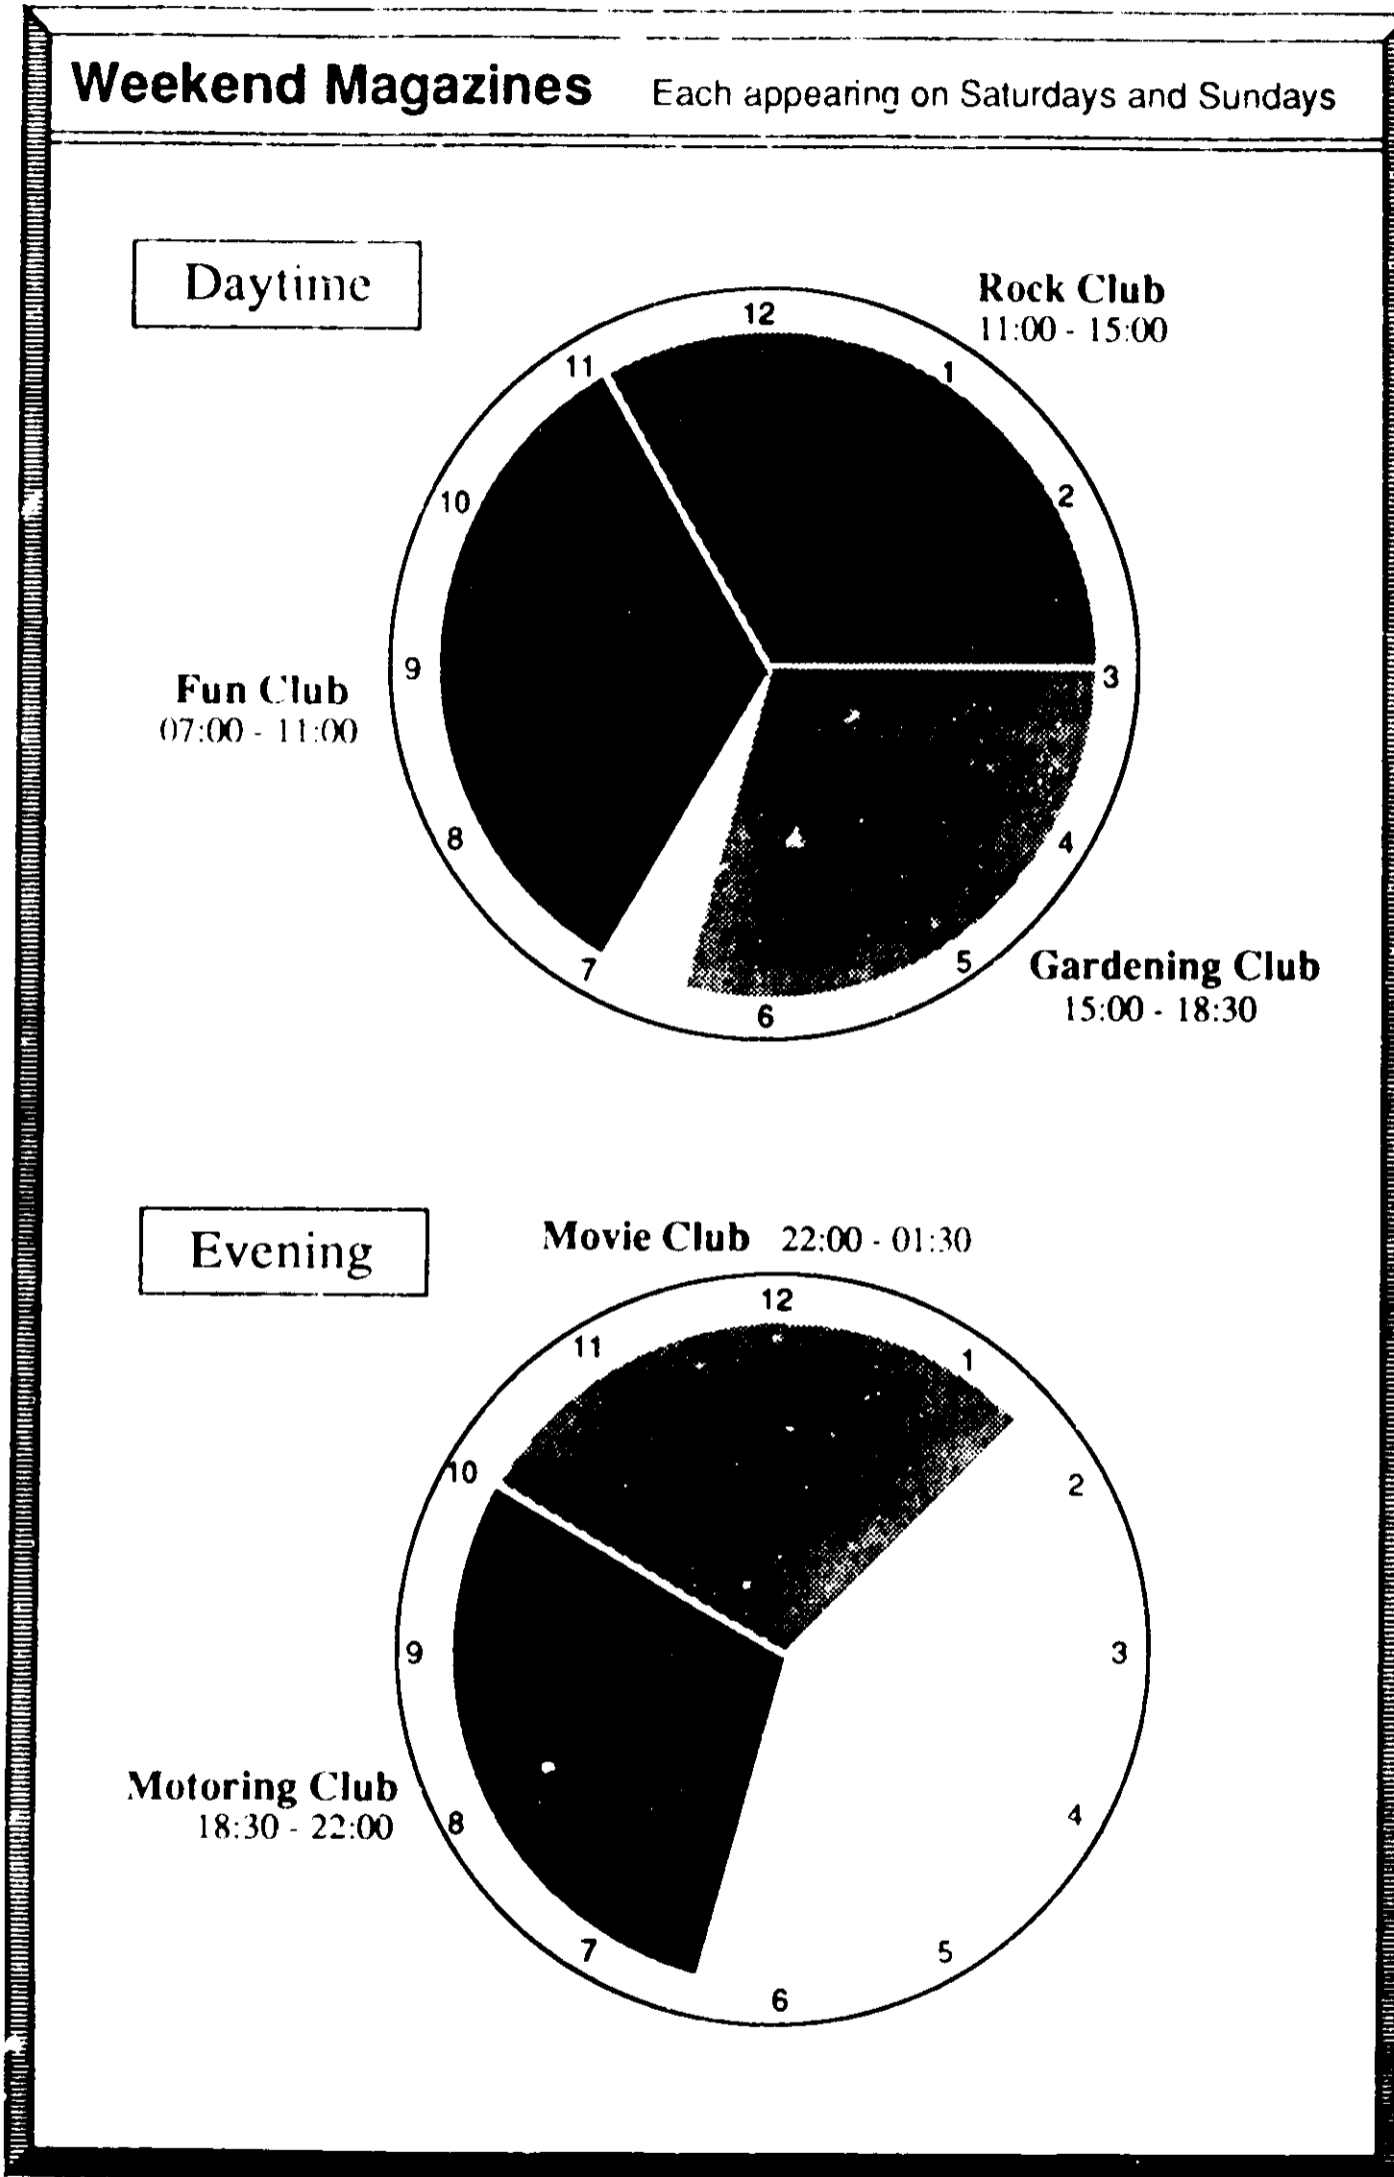 Weekend Magazines Each appearing on Saturdays and Sundays
Daytime
Rock Club
11:00 - 15:00
12
1
2
3
4
5
6
7
8
9
10
11
Fun Club
07:00 - 11:00
Gardening Club
15:00 - 18:30
Evening
Movie Club 22:00 - 01:30
12
1
2
3
4
5
6
7
8
9
10
11
Motoring Club
18:30 - 22:00